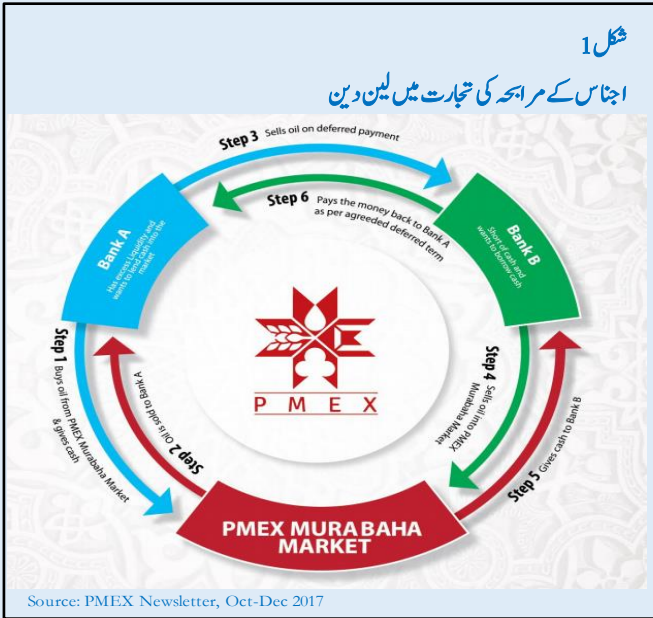 شکل 1
اجناس کے مرابحہ کی تجارت میں لین دین
Step 3 Sells oil on deferred payment
Step 6 Pays the money back to Bank A
as per agreeded deferred term
Bank A
Has excess Liquidity and
wants to lend cash into the
market
Bank B
Short of cash and
wants to borrow cash
Step 1 Buys oil from PMEX Murabaha Market
& gives cash
Step 2 Oil is sold to Bank A
PMEX
Step 4 Sells oil into PMEX
Murabaha Market
Step 5 Gives cash to Bank B
PMEX MURABAHA
MARKET
Source: PMEX Newsletter, Oct-Dec 2017